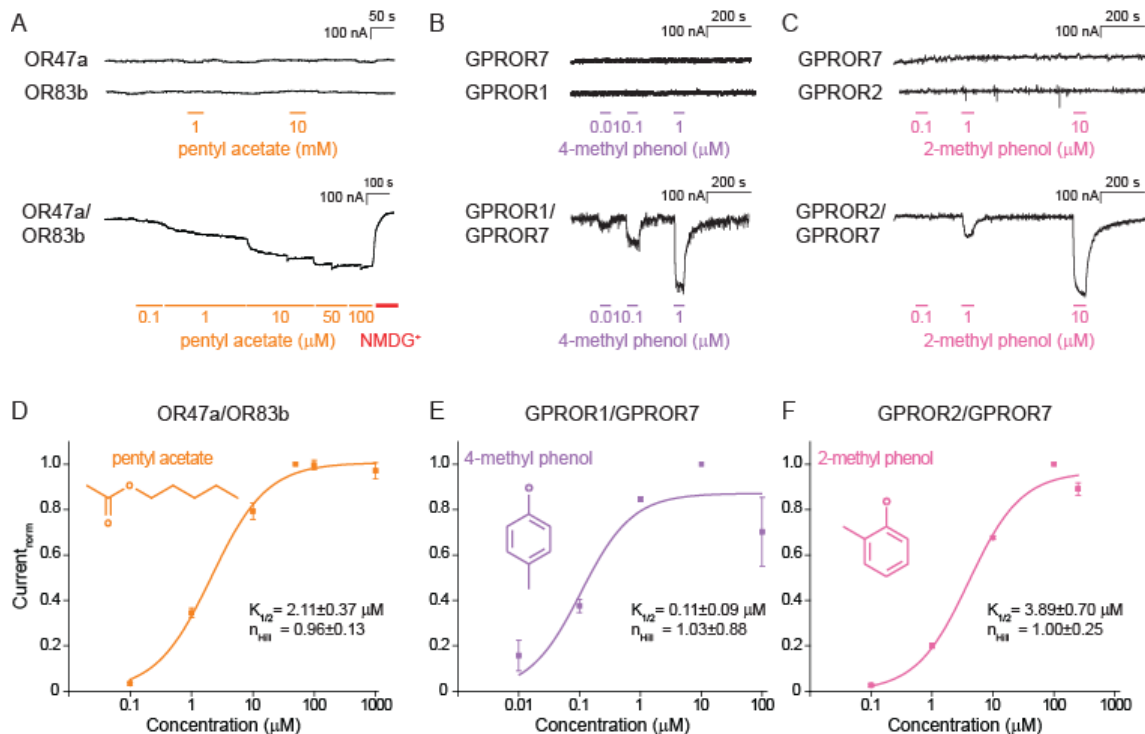 A
50 s
100 nA
OR47a
OR83b
1
10
pentyl acetate (mM)
100 s
100 nA
OR47a/
OR83b
0.1
1
10
50
100
pentyl acetate (μM)
NMDG+
B
200 s
100 nA
GPROR7
GPROR1
0.01
0.1
1
4-methyl phenol (μM)
200 s
100 nA
GPROR1/
GPROR7
0.01
0.1
1
4-methyl phenol (μM)
C
200 s
100 nA
GPROR7
GPROR2
0.1
1
10
2-methyl phenol (μM)
200 s
100 nA
GPROR2/
GPROR7
0.1
1
10
2-methyl phenol (μM)
D
OR47a/OR83b
pentyl acetate
O
O
Current norm
1.0
0.8
0.6
0.4
0.2
0
K1/2 = 2.11±0.37 μM
nHill = 0.96±0.13
0.1
1
10
100
1000
Concentration (μM)
E
GPROR1/GPROR7
4-methyl phenol
O
1.0
0.8
0.6
0.4
0.2
0
K1/2 = 0.11±0.09 μM
nHill = 1.03±0.88
0.01
0.1
1
10
100
Concentration (μM)
F
GPROR2/GPROR7
2-methyl phenol
O
1.0
0.8
0.6
0.4
0.2
0
K1/2 = 3.89±0.70 μM
nHill = 1.00±0.25
0.1
1
10
100
1000
Concentration (μM)